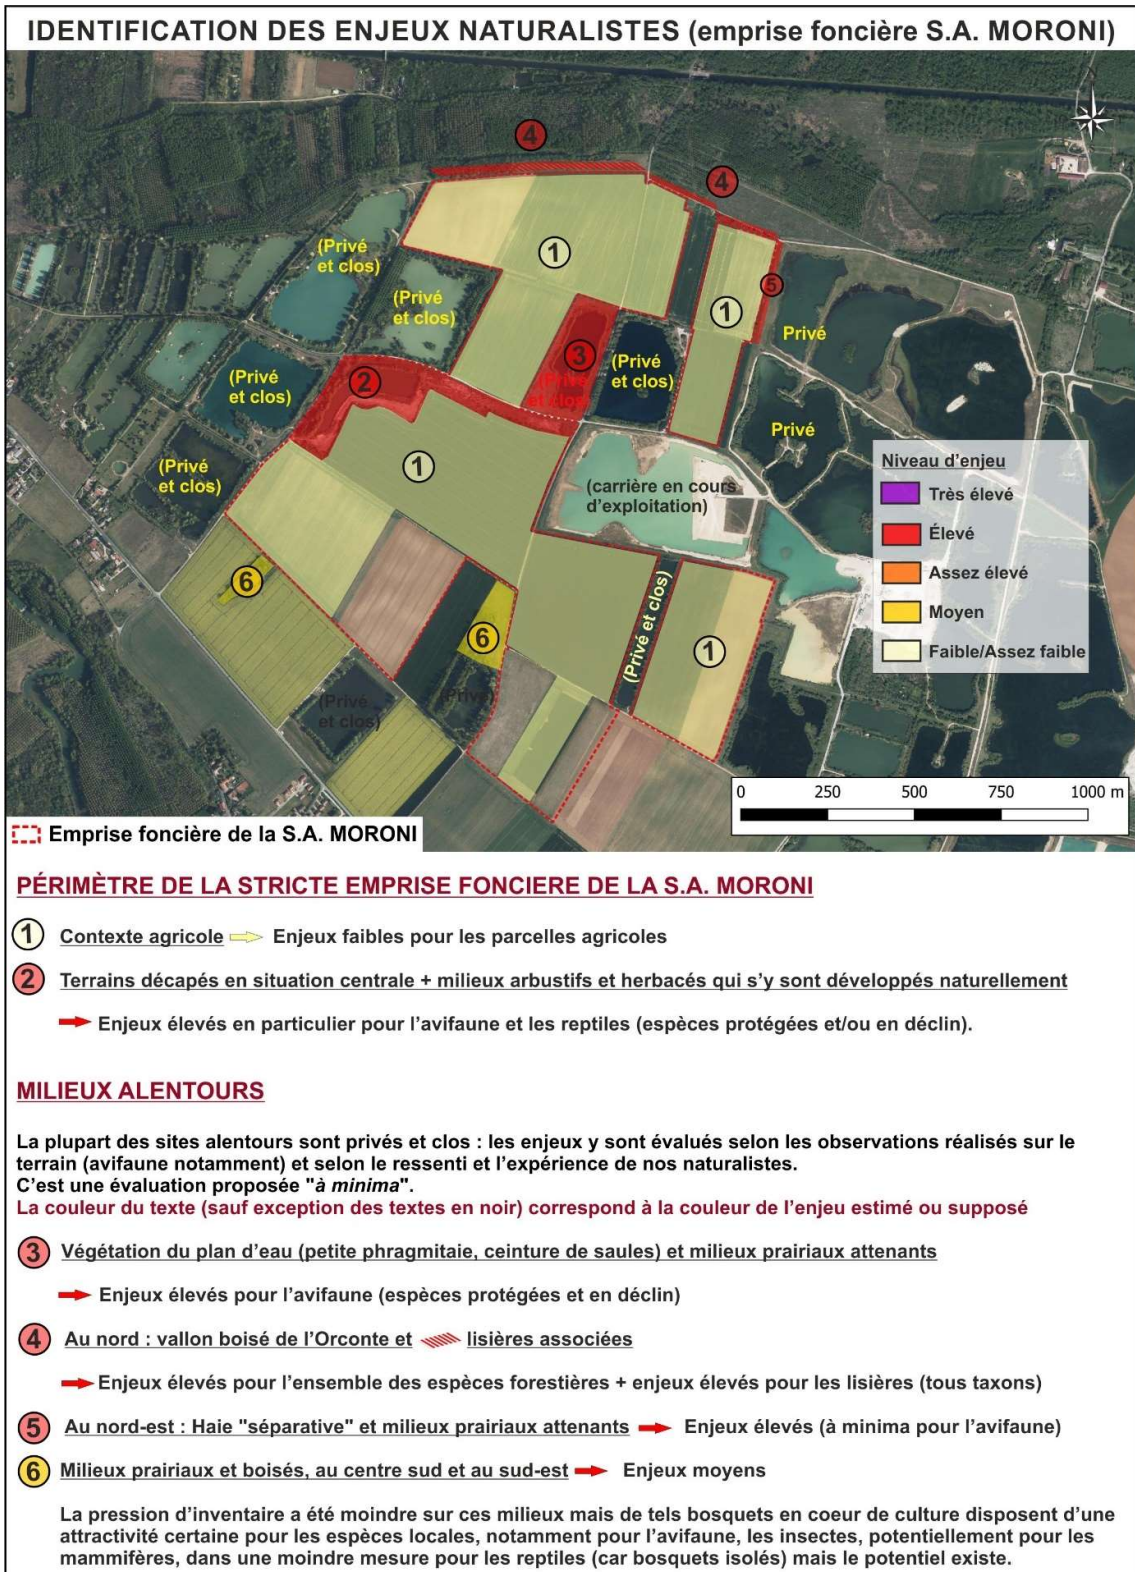 IDENTIFICATION DES ENJEUX NATURALISTES (emprise foncière S.A. MORONI)
4
4
(Privé
et clos)
1
5
(Privé
et clos)
1
Privé
3
(Privé
et clos)
(Privé
et clos)
2
(Privé
et clos)
Privé
(Privé
et clos)
1
(carrière en cours
d'exploitation)
6
6
(Privé et clos)
1
(Privé
et clos)
(Privé)
Niveau d'enjeu
Très élevé
Élevé
Assez élevé
Moyen
Faible/Assez faible
0 250 500 750 1000 m
Emprise foncière de la S.A. MORONI
PÉRIMÈTRE DE LA STRICTE EMPRISE FONCIERE DE LA S.A. MORONI
1 Contexte agricole Enjeux faibles pour les parcelles agricoles
2 Terrains décapés en situation centrale + milieux arbustifs et herbacés qui s'y sont développés naturellement
Enjeux élevés en particulier pour l'avifaune et les reptiles (espèces protégées et/ou en déclin).
MILIEUX ALENTOURS
La plupart des sites alentours sont privés et clos : les enjeux y sont évalués selon les observations réalisés sur le
terrain (avifaune notamment) et selon le ressenti et l'expérience de nos naturalistes.
C'est une évaluation proposée "à minima".
La couleur du texte (sauf exception des textes en noir) correspond à la couleur de l'enjeu estimé ou supposé
3 Végétation du plan d'eau (petite phragmitaie, ceinture de saules) et milieux prairiaux attenants
Enjeux élevés pour l'avifaune (espèces protégées et en déclin)
4 Au nord : vallon boisé de l'Orconte et lisières associées
Enjeux élevés pour l'ensemble des espèces forestières + enjeux élevés pour les lisières (tous taxons)
5 Au nord-est : Haie "séparative" et milieux prairiaux attenants Enjeux élevés (à minima pour l'avifaune)
6 Milieux prairiaux et boisés, au centre sud et au sud-est Enjeux moyens
La pression d'inventaire a été moindre sur ces milieux mais de tels bosquets en coeur de culture disposent d'une
attractivité certaine pour les espèces locales, notamment pour l'avifaune, les insectes, potentiellement pour les
mammifères, dans une moindre mesure pour les reptiles (car bosquets isolés) mais le potentiel existe.